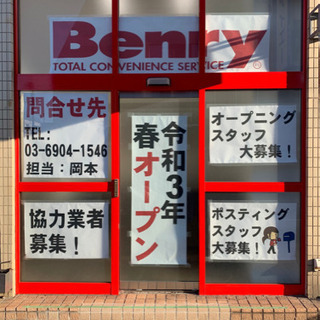 Benry
TOTAL CONVENIENCE SERVICE
問合せ先
TEL:
03-6904-1546
担当：岡本
協力業者
募集！
令和3年
春オープン
オープニング
スタッフ
大募集！
ポスティング
スタッフ
大募集！